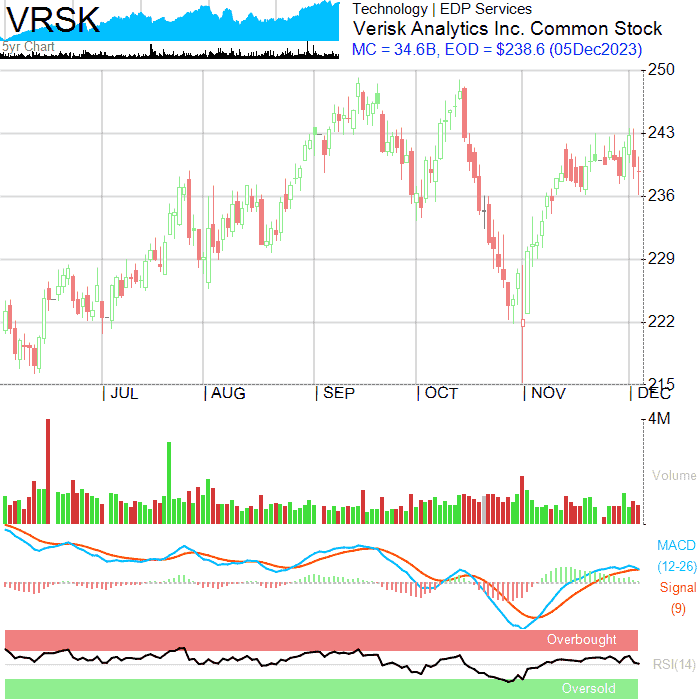 VRSK
5yr Chart
Technology | EDP Services
Verisk Analytics Inc. Common Stock
MC = 34.6B, EOD = $238.6 (05Dec2023)
250
243
236
229
222
215
| JUL | AUG | SEP | OCT | NOV | DEC
4M
Volume
MACD
(12-26)
Signal
(9)
Overbought
RSI(14)
Oversold